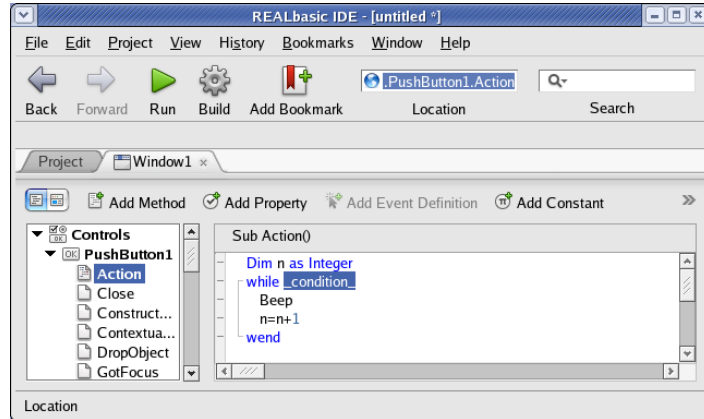 REALbasic IDE - [untitled *]
File Edit Project View History Bookmarks Window Help
.PushButton1.Action
Back Forward Run Build Add Bookmark Location Search
Project Window1 ×
Add Method Add Property Add Event Definition Add Constant »
Controls
Sub Action()
OK PushButton1
Action
Close
Construct...
Contextua...
DropObject
GotFocus
Dim n as Integer
while _condition_
Beep
n=n+1
wend
Location